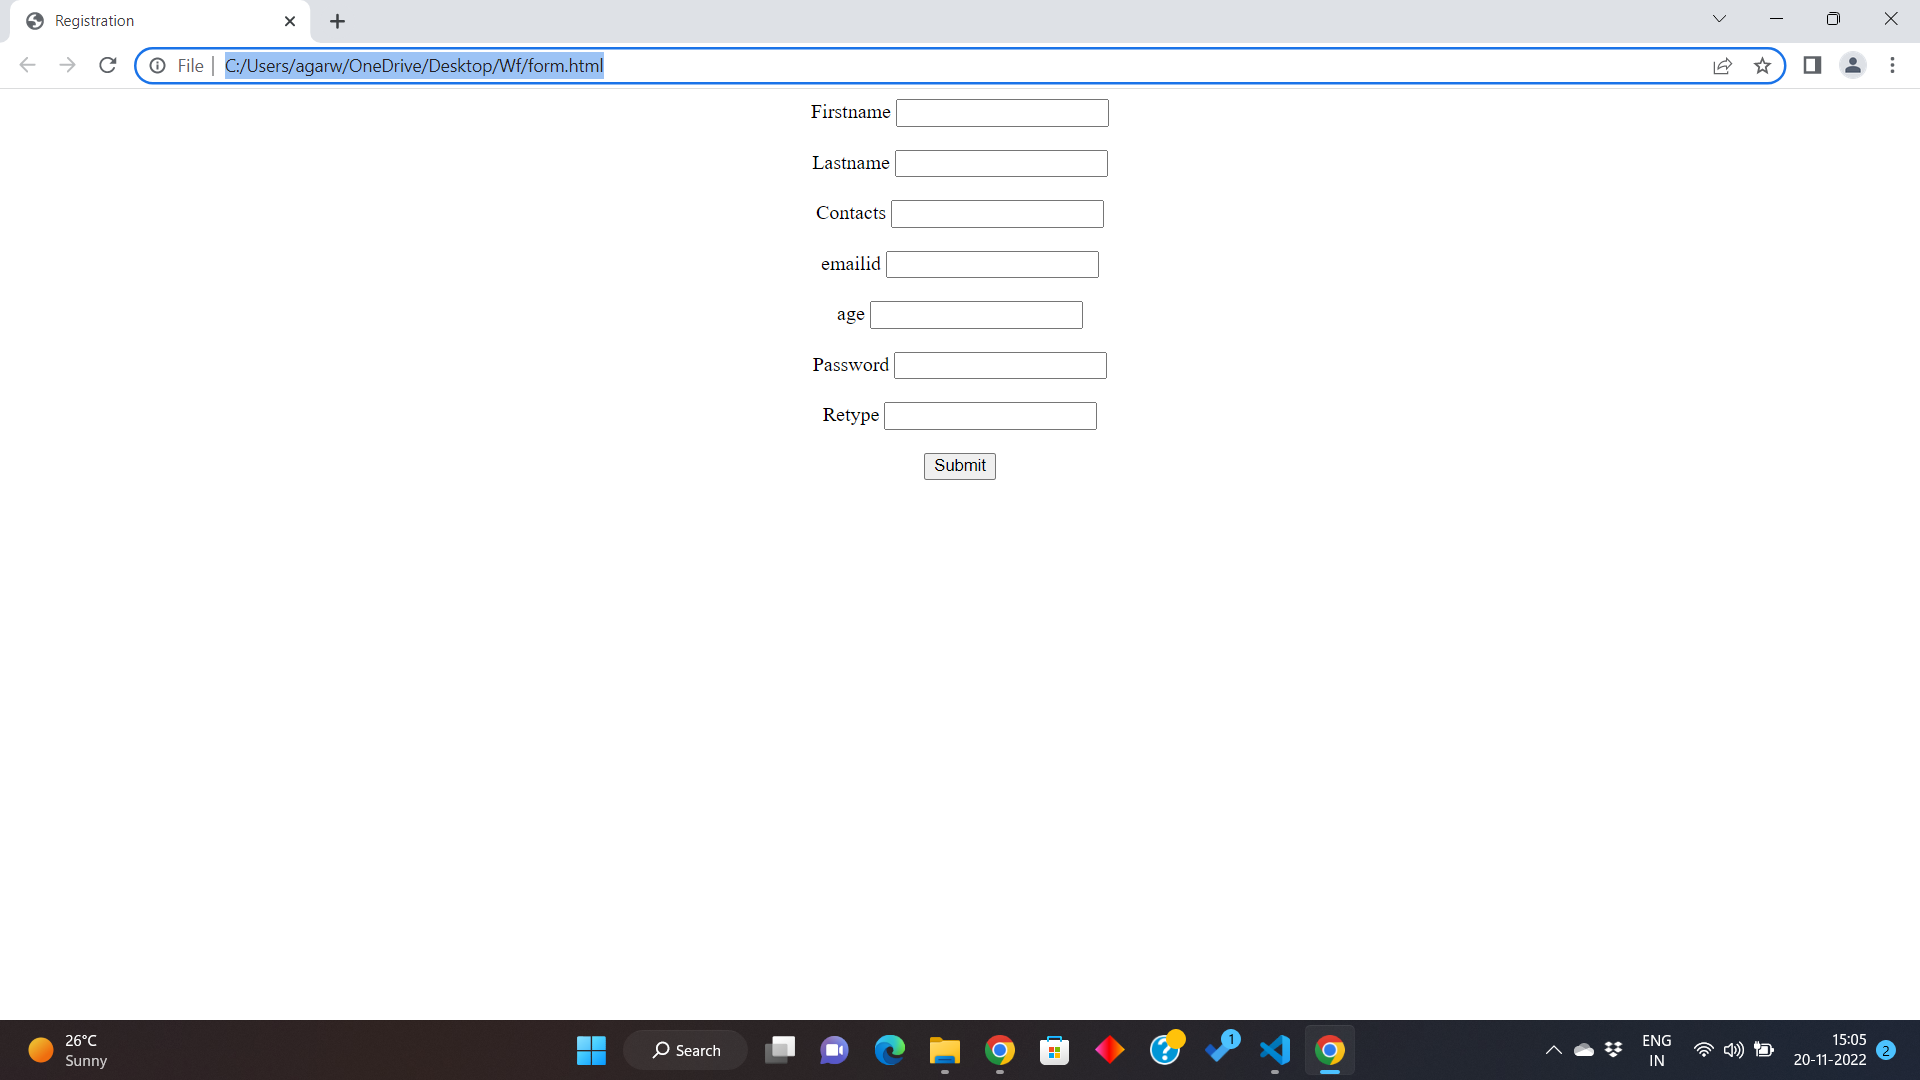 Registration
File C:/Users/agarw/OneDrive/Desktop/Wf/form.html
Firstname
Lastname
Contacts
emailid
age
Password
Retype
Submit
26°C
Sunny
Search
1
ENG
IN
15:05
20-11-2022
2